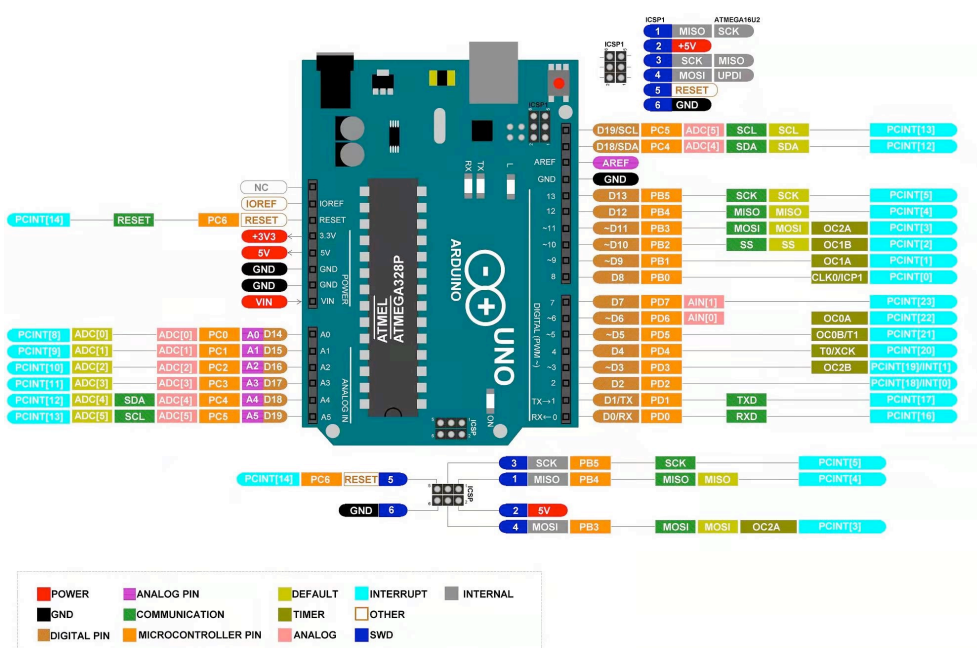 ICSP1 ATMEGA16U2
1 MISO SCK
2 +5V
3 SCK MISO
4 MOSI UPDI
5 RESET
6 GND
ICSP1
ICSP1
D19/SCL PC5 ADC[5] SCL SCL PCINT[13]
D18/SDA PC4 ADC[4] SDA SDA PCINT[12]
AREF AREF
GND GND
13 D13 PB5 SCK SCK PCINT[5]
12 D12 PB4 MISO MISO PCINT[4]
~11 ~D11 PB3 MOSI MOSI OC2A PCINT[3]
~10 ~D10 PB2 SS SS OC1B PCINT[2]
~9 ~D9 PB1 OC1A PCINT[1]
8 D8 PB0 CLK0/ICP1 PCINT[0]
7 D7 PD7 AIN[1] PCINT[23]
~6 ~D6 PD6 AIN[0] OC0A PCINT[22]
~5 ~D5 PD5 OC0B/T1 PCINT[21]
4 D4 PD4 T0/XCK PCINT[20]
~3 ~D3 PD3 OC2B PCINT[19]/INT[1]
2 D2 PD2 PCINT[18]/INT[0]
TX→1 D1/TX PD1 TXD PCINT[17]
RX←0 D0/RX PD0 RXD PCINT[16]
RX TX L
NC
IOREF IOREF
PCINT[14] RESET PC6 RESET RESET
+3V3 3.3V
5V 5V
GND GND
GND GND
VIN VIN
POWER
PCINT[8] ADC[0] ADC[0] PC0 A0 D14 A0
PCINT[9] ADC[1] ADC[1] PC1 A1 D15 A1
PCINT[10] ADC[2] ADC[2] PC2 A2 D16 A2
PCINT[11] ADC[3] ADC[3] PC3 A3 D17 A3
PCINT[12] ADC[4] SDA ADC[4] PC4 A4 D18 A4
PCINT[13] ADC[5] SCL ADC[5] PC5 A5 D19 A5
ANALOG IN
ATMEL
ATMEGA328P
ARDUINO
UNO
DIGITAL (PWM ~)
ON
ICSP
3 SCK PB5 SCK PCINT[5]
1 MISO PB4 MISO MISO PCINT[4]
PCINT[14] PC6 RESET 5
ICSP
GND 6
2 5V
4 MOSI PB3 MOSI MOSI OC2A PCINT[3]
POWER ANALOG PIN DEFAULT INTERRUPT INTERNAL
GND COMMUNICATION TIMER OTHER
DIGITAL PIN MICROCONTROLLER PIN ANALOG SWD